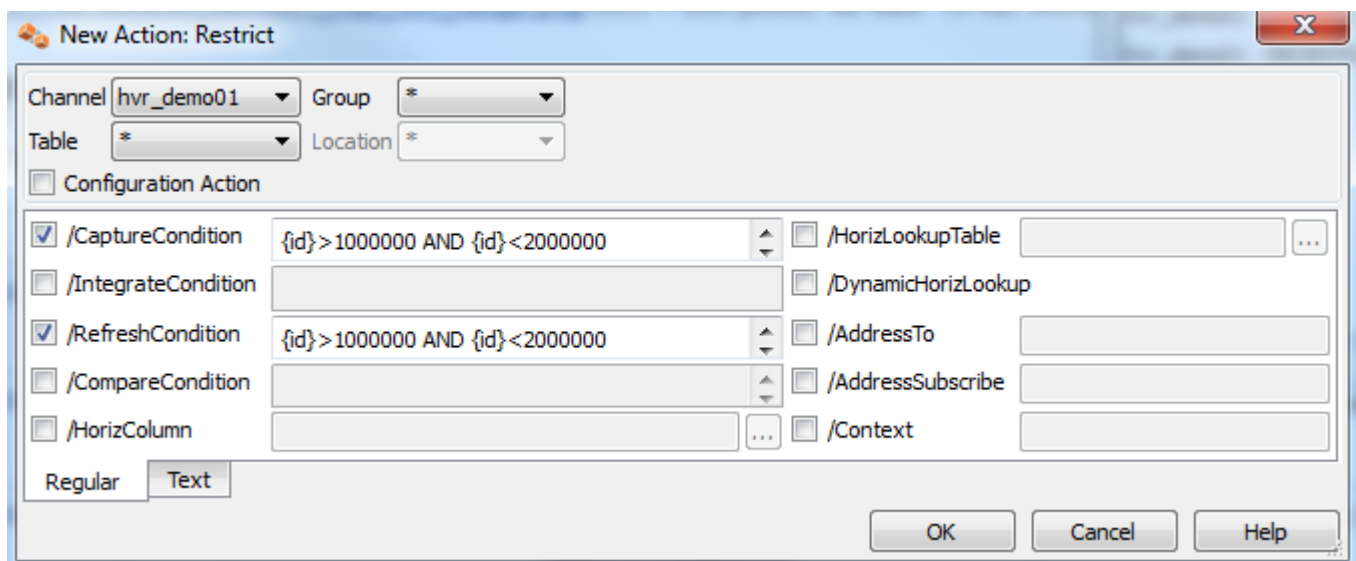 New Action: Restrict
Channel hvr_demo01 Group *
Table * Location *
Configuration Action
/CaptureCondition {id}>1000000 AND {id}<2000000 /HorizLookupTable ...
/IntegrateCondition /DynamicHorizLookup
/RefreshCondition {id}>1000000 AND {id}<2000000 /AddressTo
/CompareCondition /AddressSubscribe
/HorizColumn ... /Context
Regular Text
OK Cancel Help